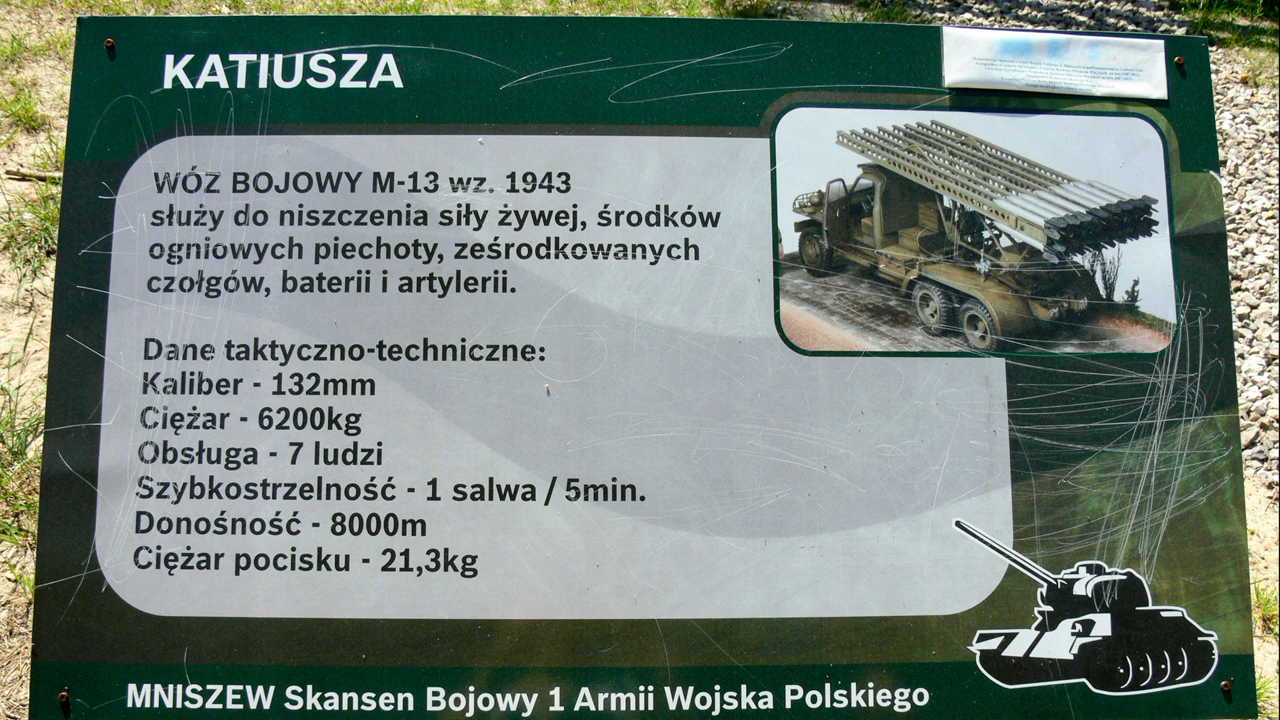 KATIUSZA
WÓZ BOJOWY M-13 wz. 1943
służy do niszczenia siły żywej, środków
ogniowych piechoty, ześrodkowanych
czołgów, baterii i artylerii.
Dane taktyczno-techniczne:
Kaliber - 132mm
Ciężar - 6200kg
Obsługa - 7 ludzi
Szybkostrzelność - 1 salwa / 5min.
Donośność - 8000m
Ciężar pocisku - 21,3kg
MNISZEW Skansen Bojowy 1 Armii Wojska Polskiego